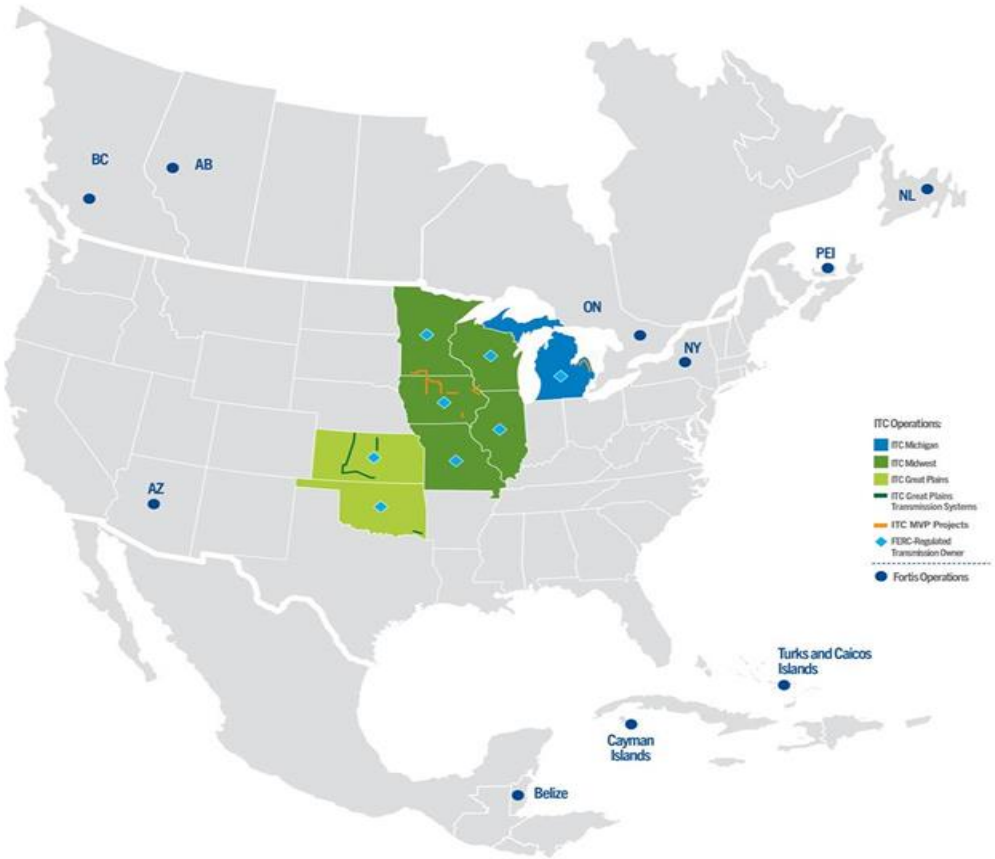 BC
AB
NL
PEI
ON
NY
AZ
ITC Operations:
ITC Michigan
ITC Midwest
ITC Great Plains
ITC Great Plains
Transmission Systems
ITC MVP Projects
FERC-Regulated
Transmission Owner
Fortis Operations
Turks and Caicos
Islands
Cayman
Islands
Belize